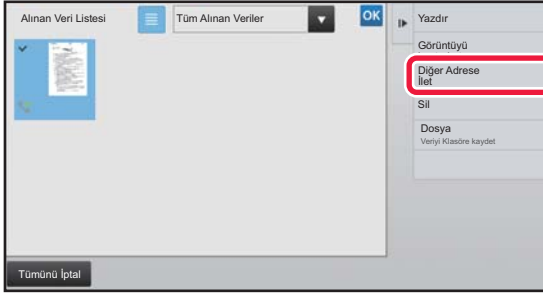 Alınan Veri Listesi
Tüm Alınan Veriler
OK
Yazdır
Görüntüyü
Diğer Adrese
İlet
Sil
Dosya
Veriyi Klasöre kaydet
Tümünü İptal